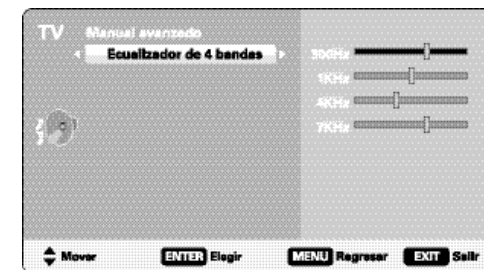 TV Manual avanzado
Ecualizador de 4 bandas
300Hz
1KHz
4KHz
7KHz
Mover ENTER Elegir MENU Regresar EXIT Salir